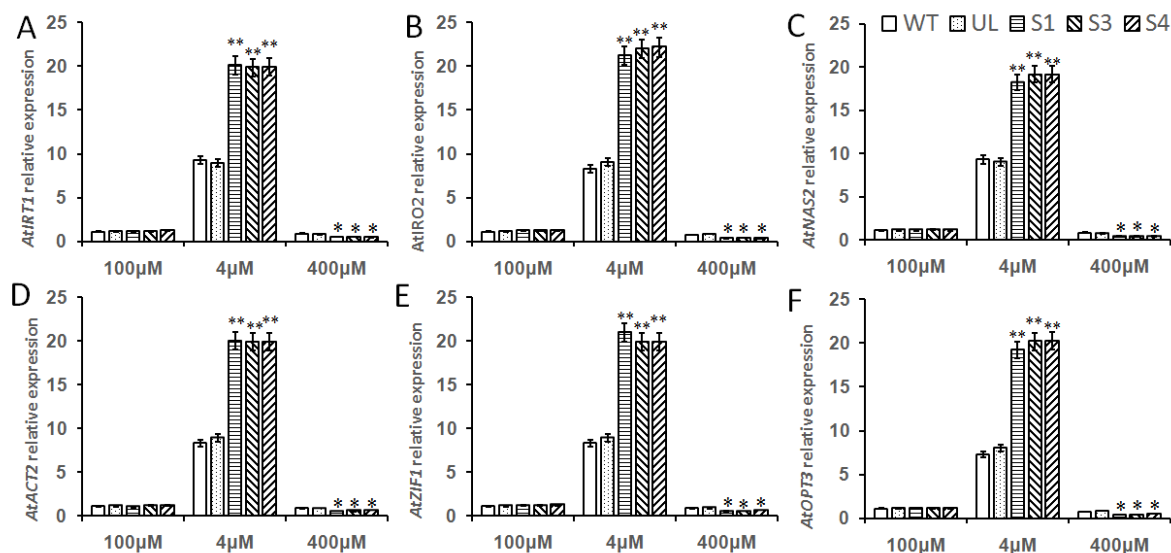 A
B
C
WT UL S1 S3 S4
AtIRT1 relative expression
25
20
15
10
5
0
** ** **
* * *
100µM 4µM 400µM
AtIRO2 relative expression
25
20
15
10
5
0
** ** **
* * *
100µM 4µM 400µM
AtNAS2 relative expression
25
20
15
10
5
0
** ** **
* * *
100µM 4µM 400µM
D
E
F
AtACT2 relative expression
25
20
15
10
5
0
** ** **
* * *
100µM 4µM 400µM
AtZIF1 relative expression
25
20
15
10
5
0
** ** **
* * *
100µM 4µM 400µM
AtOPT3 relative expression
25
20
15
10
5
0
** ** **
* * *
100µM 4µM 400µM